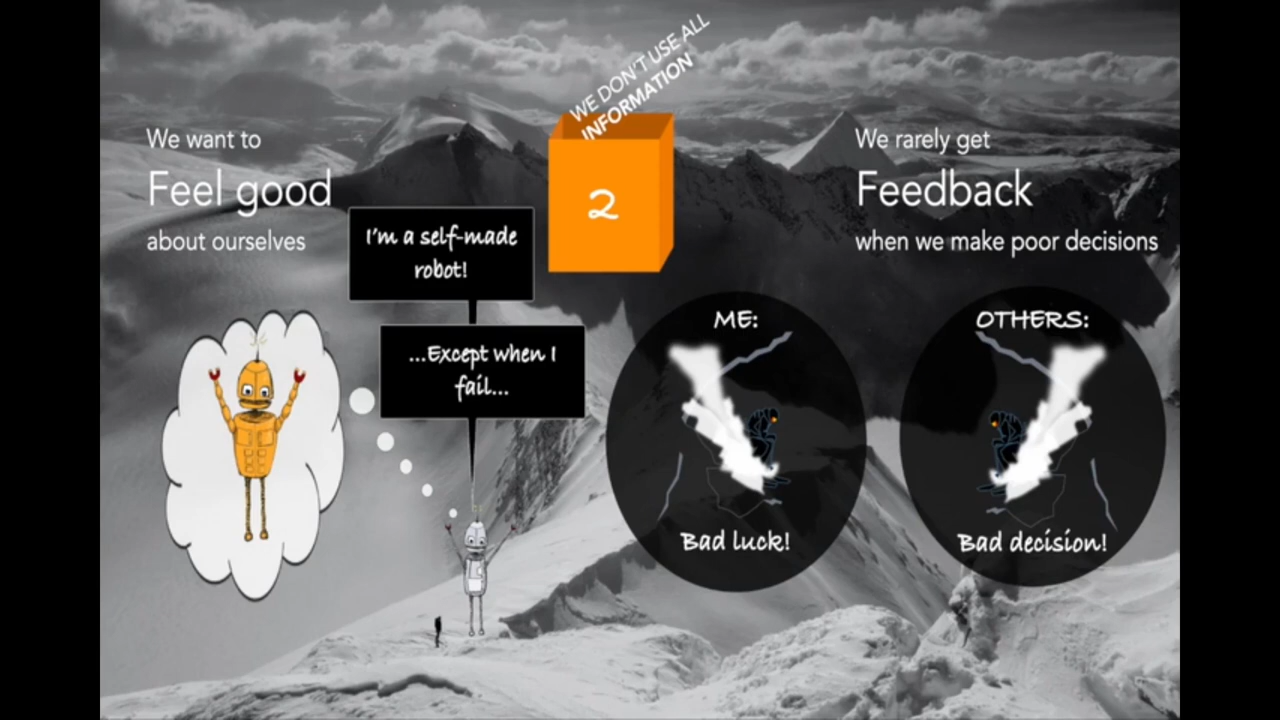 WE DON'T USE ALL
INFORMATION
2
We want to
Feel good
about ourselves
I'm a self-made
robot!
...Except when I
fail...
We rarely get
Feedback
when we make poor decisions
ME:
Bad luck!
OTHERS:
Bad decision!